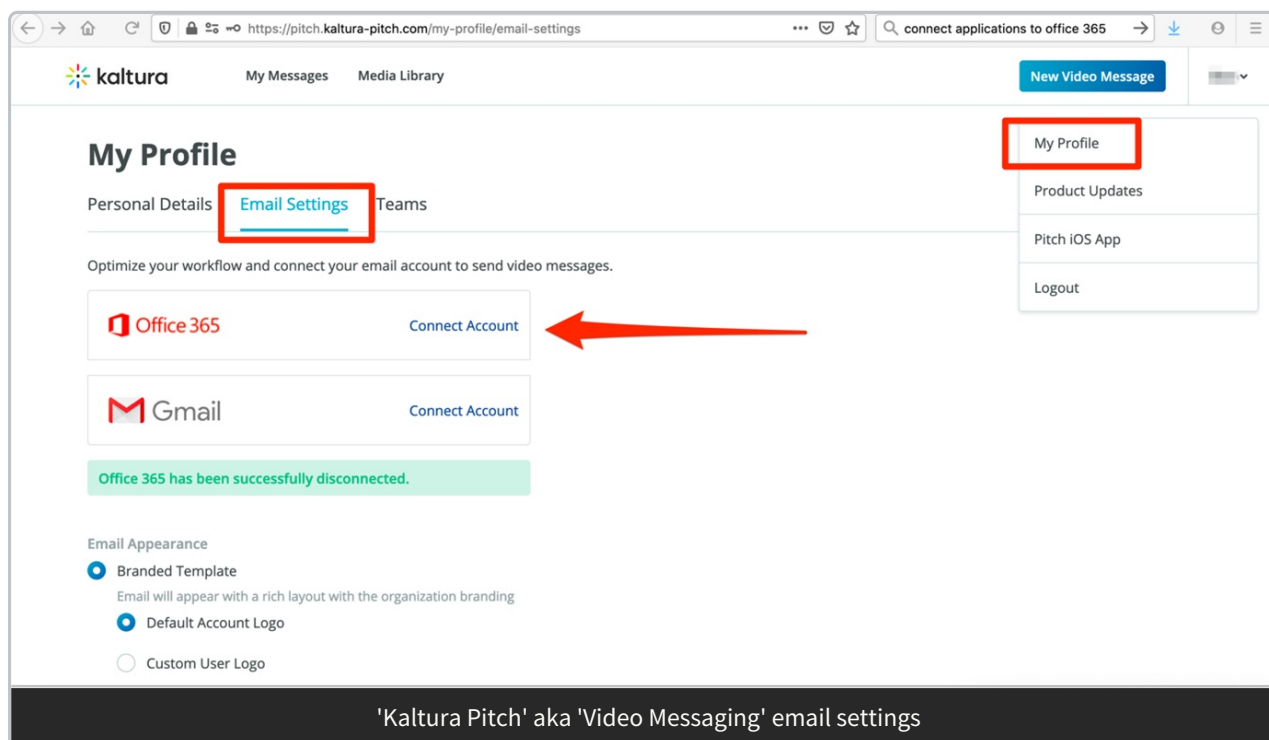 https://pitch.kaltura-pitch.com/my-profile/email-settings
connect applications to office 365
kaltura
My Messages
Media Library
New Video Message
My Profile
My Profile
Product Updates
Pitch iOS App
Logout
Personal Details
Email Settings
Teams
Optimize your workflow and connect your email account to send video messages.
Office 365
Connect Account
Gmail
Connect Account
Office 365 has been successfully disconnected.
Email Appearance
Branded Template
Email will appear with a rich layout with the organization branding
Default Account Logo
Custom User Logo
'Kaltura Pitch' aka 'Video Messaging' email settings